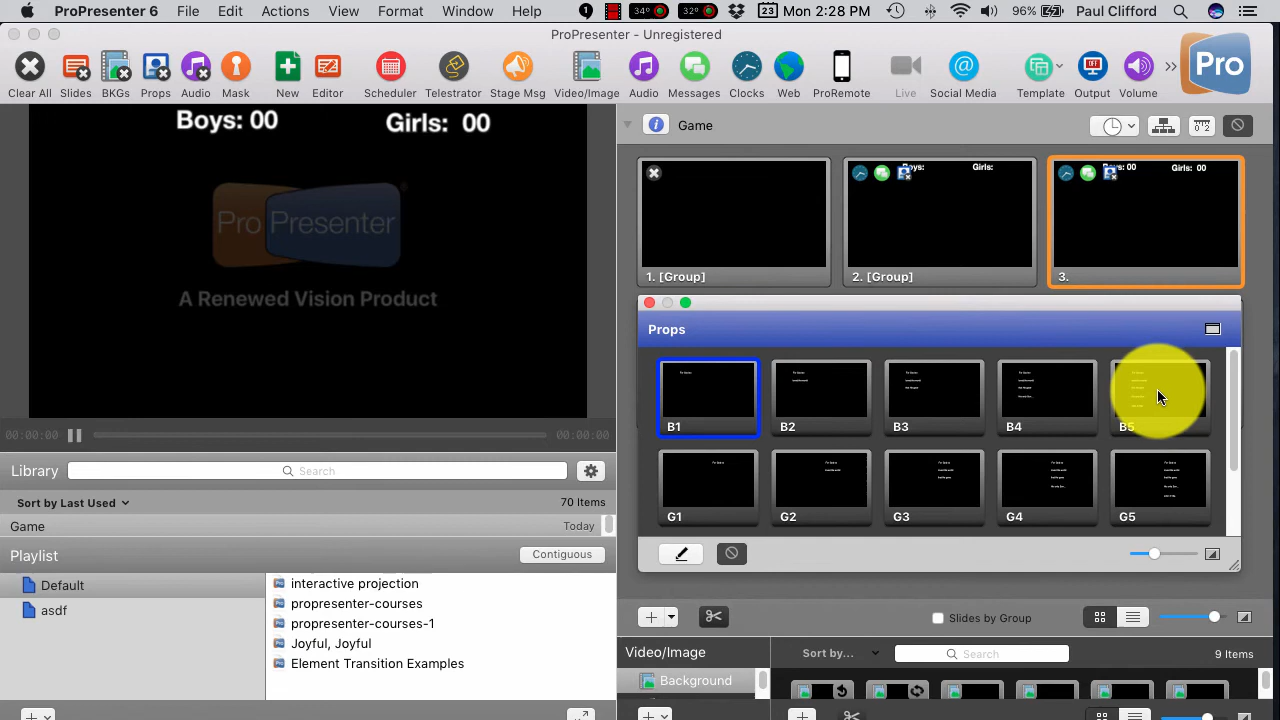 ProPresenter 6 File Edit Actions View Format Window Help 34° 32° 23 Mon 2:28 PM 96% Paul Clifford
ProPresenter - Unregistered
Clear All Slides BKGs Props Audio Mask New Editor Scheduler Telestrator Stage Msg Video/Image Audio Messages Clocks Web ProRemote Live Social Media Template Output Volume
Pro
Boys: 00 Girls: 00
ProPresenter
A Renewed Vision Product
00:00:00 00:00:00
Library Search
Sort by Last Used 70 Items
Game Today
Playlist Contiguous
Default
asdf
interactive projection
propresenter-courses
propresenter-courses-1
Joyful, Joyful
Element Transition Examples
Game
Girls:
Girls: 00
1. [Group] 2. [Group] 3.
Props
B1 B2 B3 B4 B5
G1 G2 G3 G4 G5
Slides by Group
Video/Image Sort by... Search 9 Items
Background